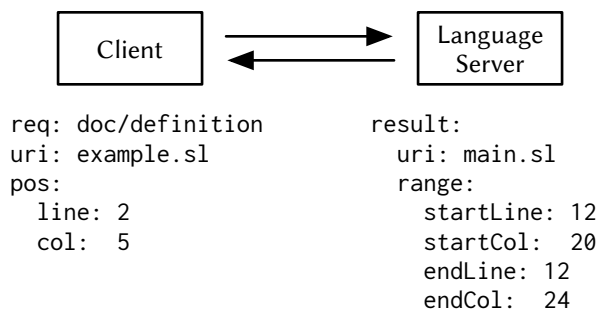 Client
Language
Server
req: doc/definition
uri: example.sl
pos:
  line: 2
  col:  5
result:
  uri: main.sl
  range:
    startLine: 12
    startCol:  20
    endLine: 12
    endCol:  24